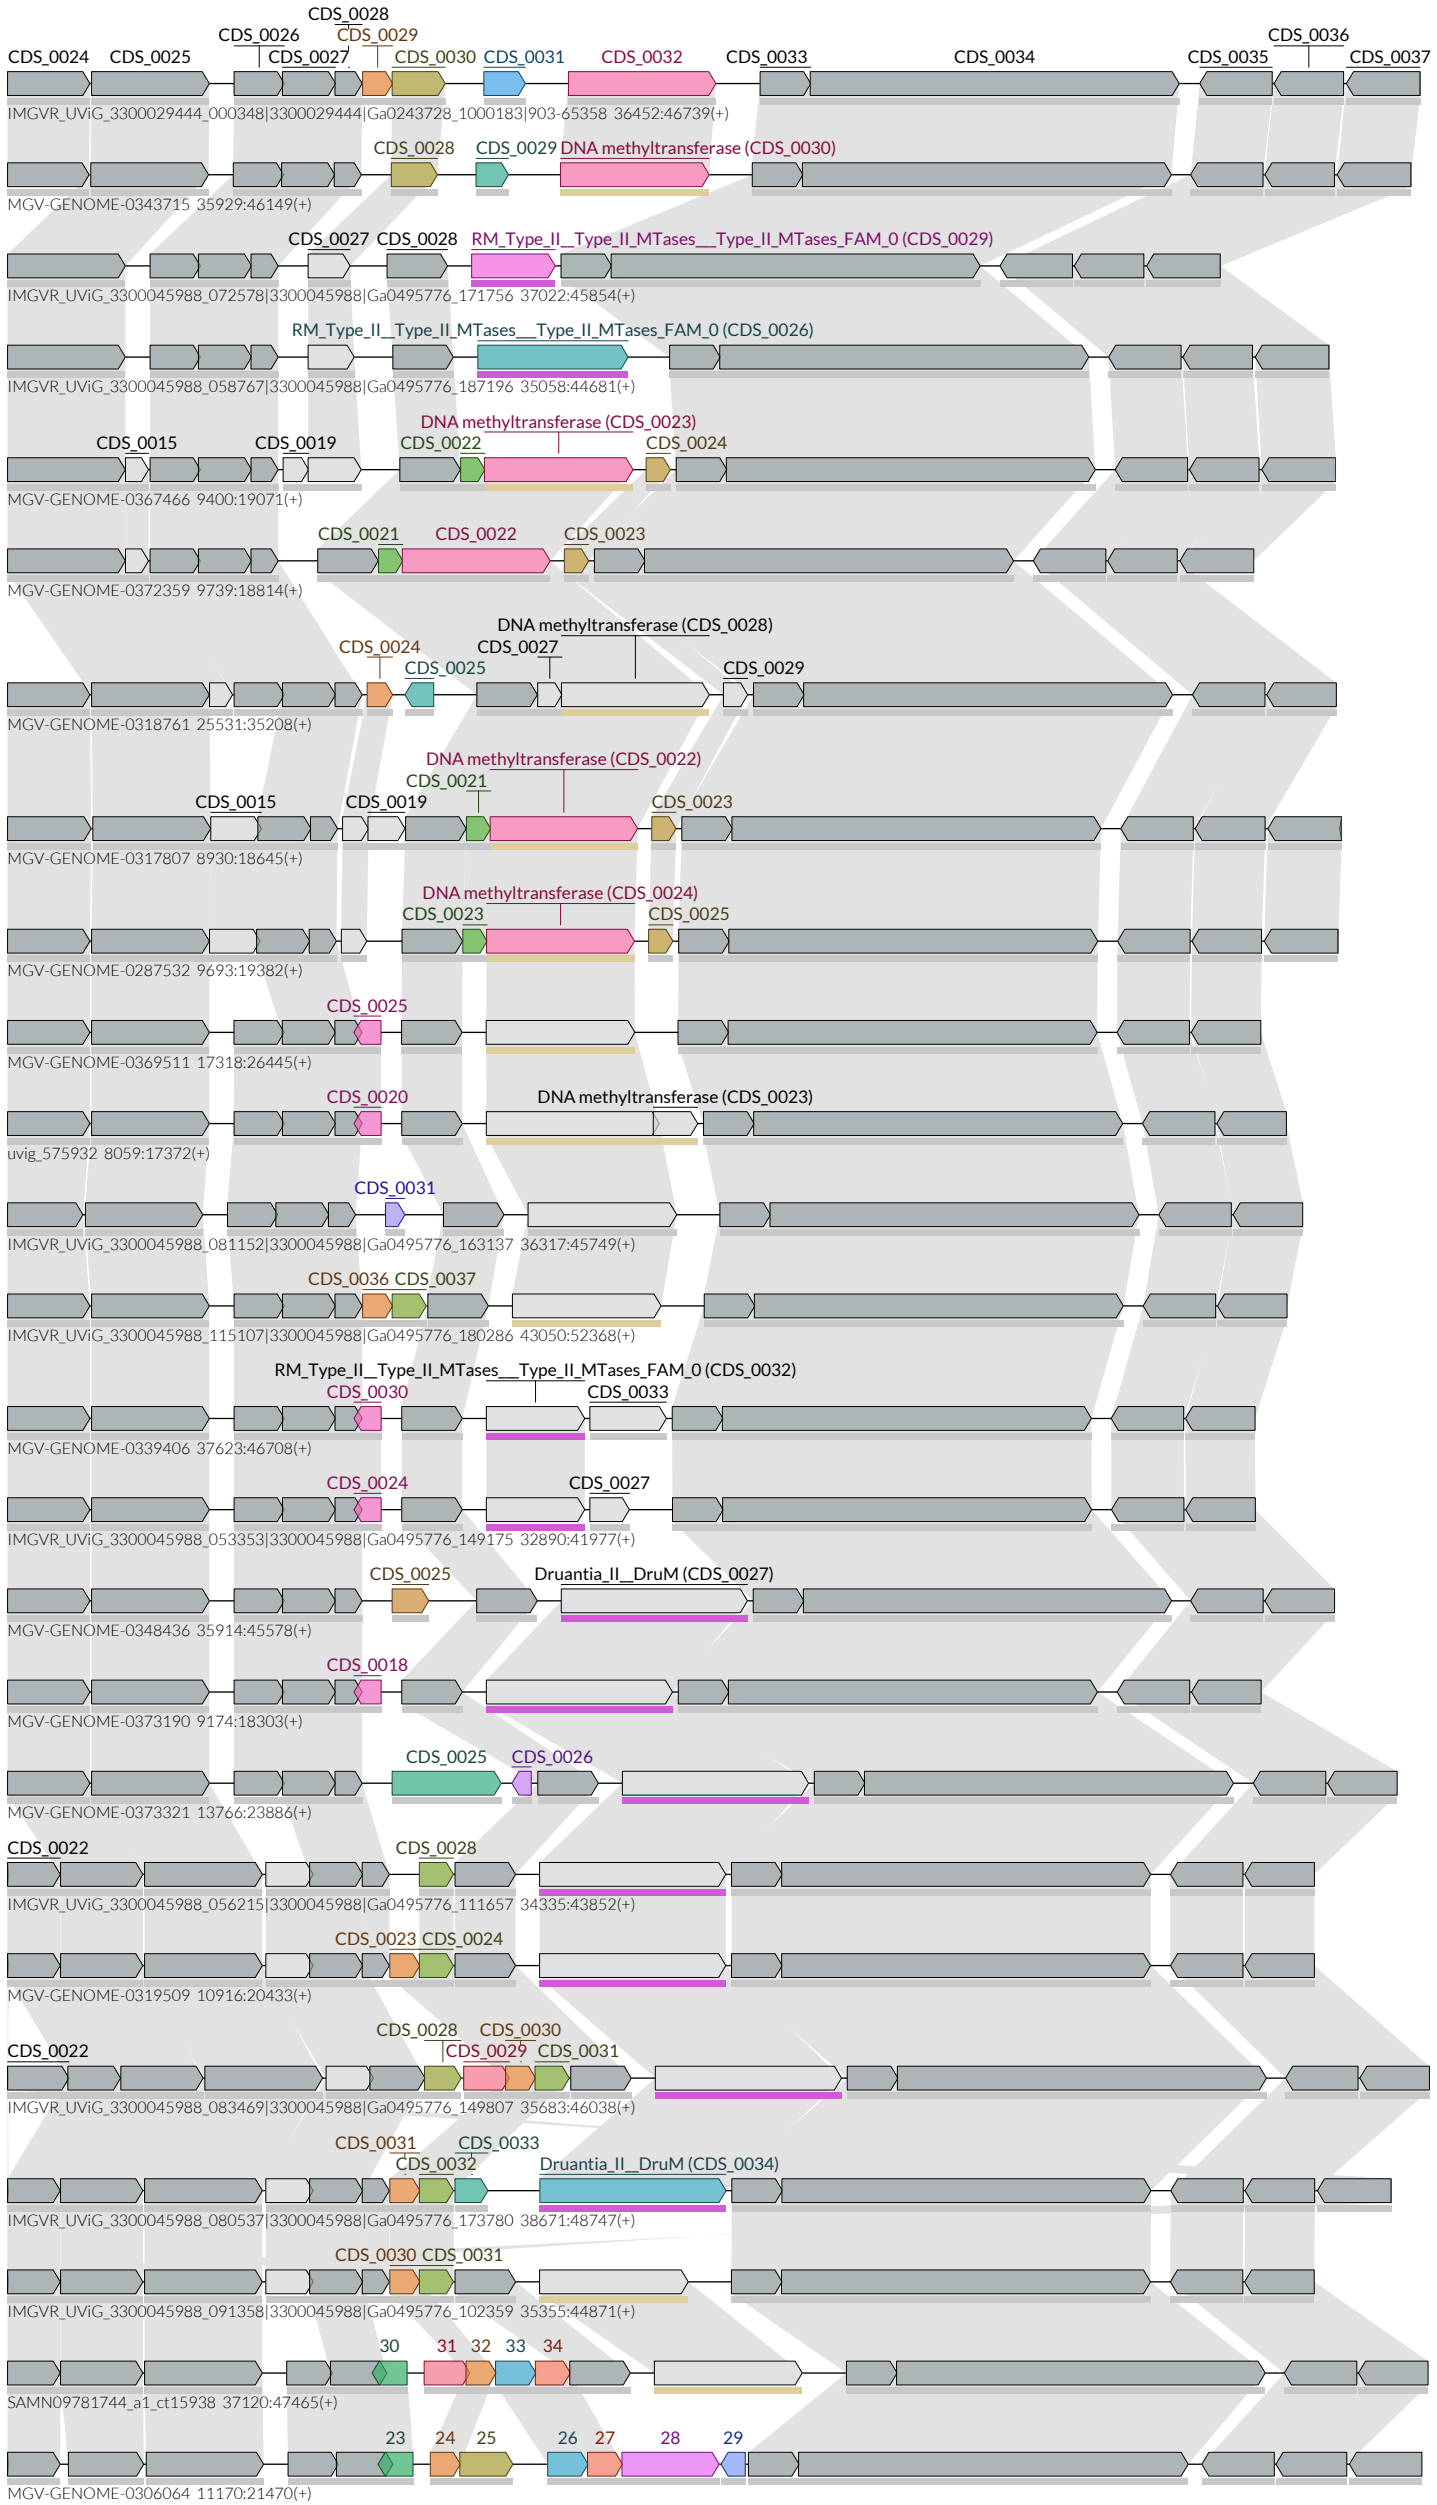 CDS_0028
CDS_0026 CDS_0029 CDS_0036
CDS_0024 CDS_0025 CDS_0027 CDS_0030 CDS_0031 CDS_0032 CDS_0033 CDS_0034 CDS_0035 CDS_0037
IMGVR_UViG_3300029444_000348|3300029444|Ga0243728_1000183|903-65358 36452:46739(+)
CDS_0028 CDS_0029 DNA methyltransferase (CDS_0030)
MGV-GENOME-0343715 35929:46149(+)
CDS_0027 CDS_0028 RM_Type_II__Type_II_MTases___Type_II_MTases_FAM_0 (CDS_0029)
IMGVR_UViG_3300045988_072578|3300045988|Ga0495776_171756 37022:45854(+)
RM_Type_II__Type_II_MTases___Type_II_MTases_FAM_0 (CDS_0026)
IMGVR_UViG_3300045988_058767|3300045988|Ga0495776_187196 35058:44681(+)
DNA methyltransferase (CDS_0023)
CDS_0015 CDS_0019 CDS_0022 CDS_0024
MGV-GENOME-0367466 9400:19071(+)
CDS_0021 CDS_0022 CDS_0023
MGV-GENOME-0372359 9739:18814(+)
DNA methyltransferase (CDS_0028)
CDS_0024 CDS_0027
CDS_0025 CDS_0029
MGV-GENOME-0318761 25531:35208(+)
DNA methyltransferase (CDS_0022)
CDS_0021
CDS_0015 CDS_0019 CDS_0023
MGV-GENOME-0317807 8930:18645(+)
DNA methyltransferase (CDS_0024)
CDS_0023 CDS_0025
MGV-GENOME-0287532 9693:19382(+)
CDS_0025
MGV-GENOME-0369511 17318:26445(+)
CDS_0020 DNA methyltransferase (CDS_0023)
uvig_575932 8059:17372(+)
CDS_0031
IMGVR_UViG_3300045988_081152|3300045988|Ga0495776_163137 36317:45749(+)
CDS_0036 CDS_0037
IMGVR_UViG_3300045988_115107|3300045988|Ga0495776_180286 43050:52368(+)
RM_Type_II__Type_II_MTases___Type_II_MTases_FAM_0 (CDS_0032)
CDS_0030 CDS_0033
MGV-GENOME-0339406 37623:46708(+)
CDS_0024 CDS_0027
IMGVR_UViG_3300045988_053353|3300045988|Ga0495776_149175 32890:41977(+)
CDS_0025 Druantia_II__DruM (CDS_0027)
MGV-GENOME-0348436 35914:45578(+)
CDS_0018
MGV-GENOME-0373190 9174:18303(+)
CDS_0025 CDS_0026
MGV-GENOME-0373321 13766:23886(+)
CDS_0022 CDS_0028
IMGVR_UViG_3300045988_056215|3300045988|Ga0495776_111657 34335:43852(+)
CDS_0023 CDS_0024
MGV-GENOME-0319509 10916:20433(+)
CDS_0028 CDS_0030
CDS_0022 CDS_0029 CDS_0031
IMGVR_UViG_3300045988_083469|3300045988|Ga0495776_149807 35683:46038(+)
CDS_0031 CDS_0033
CDS_0032 Druantia_II__DruM (CDS_0034)
IMGVR_UViG_3300045988_080537|3300045988|Ga0495776_173780 38671:48747(+)
CDS_0030 CDS_0031
IMGVR_UViG_3300045988_091358|3300045988|Ga0495776_102359 35355:44871(+)
30 31 32 33 34
SAMN09781744_a1_ct15938 37120:47465(+)
23 24 25 26 27 28 29
MGV-GENOME-0306064 11170:21470(+)